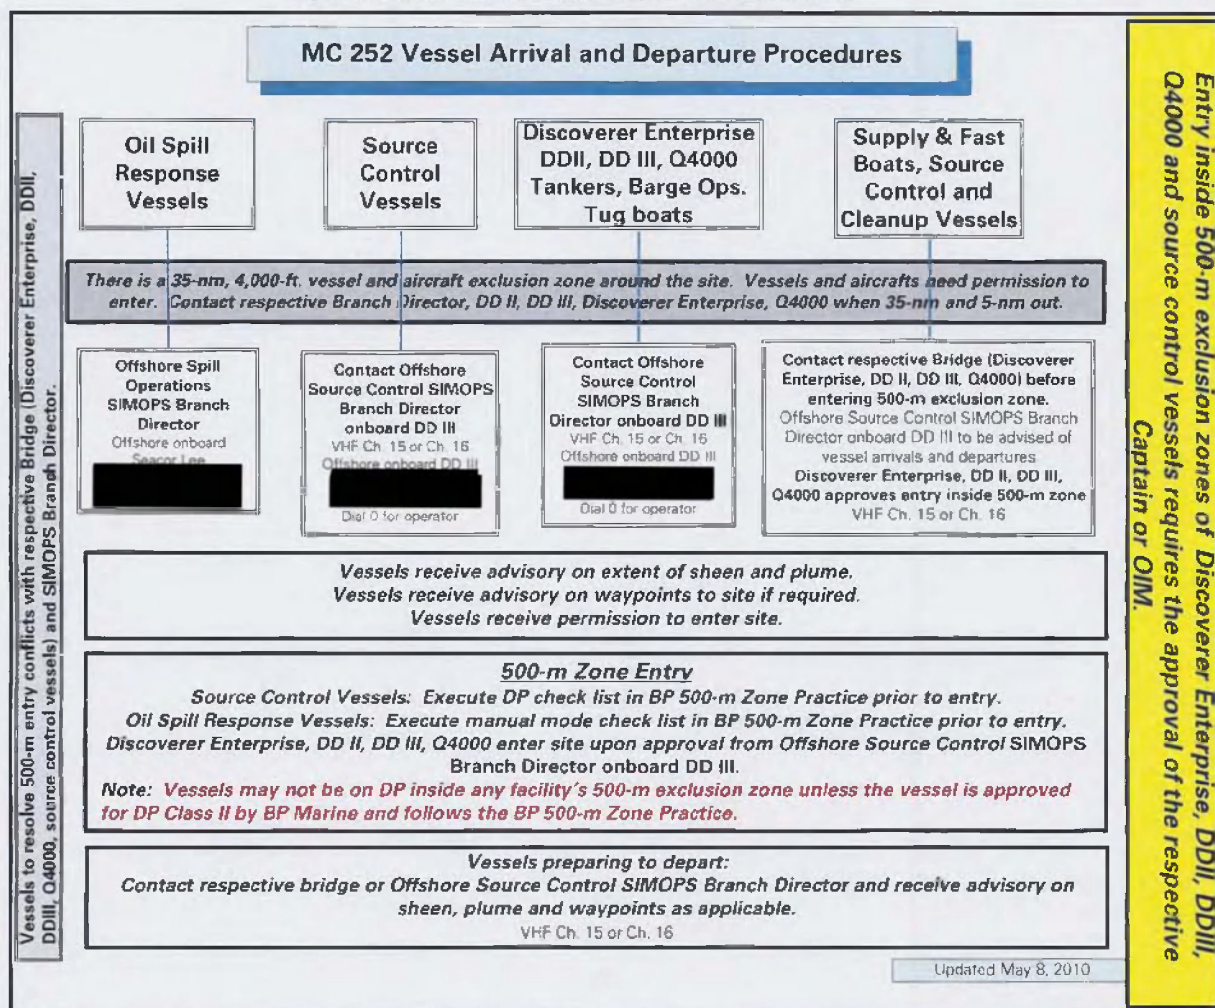 MC 252 Vessel Arrival and Departure Procedures
Oil Spill
Response
Vessels
Source
Control
Vessels
Discoverer Enterprise
DDII, DD III, Q4000
Tankers, Barge Ops.
Tug boats
Supply & Fast
Boats, Source
Control and
Cleanup Vessels
There is a 35-nm, 4,000-ft. vessel and aircraft exclusion zone around the site. Vessels and aircrafts need permission to
enter. Contact respective Branch Director, DD II, DD III, Discoverer Enterprise, Q4000 when 35-nm and 5-nm out.
Offshore Spill
Operations
SIMOPS Branch
Director
Offshore onboard
Seacor Lee
Contact Offshore
Source Control SIMOPS
Branch Director
onboard DD III
VHF Ch. 15 or Ch. 16
Offshore onboard DD III
Dial 0 for operator
Contact Offshore
Source Control
SIMOPS Branch
Director onboard DD III
VHF Ch. 15 or Ch. 16
Offshore onboard DD III
Dial 0 for operator
Contact respective Bridge (Discoverer
Enterprise, DD II, DD III, Q4000) before
entering 500-m exclusion zone.
Offshore Source Control SIMOPS Branch
Director onboard DD III to be advised of
vessel arrivals and departures
Discoverer Enterprise, DD II, DD III,
Q4000 approves entry inside 500-m zone
VHF Ch. 15 or Ch. 16
Vessels receive advisory on extent of sheen and plume.
Vessels receive advisory on waypoints to site if required.
Vessels receive permission to enter site.
500-m Zone Entry
Source Control Vessels: Execute DP check list in BP 500-m Zone Practice prior to entry.
Oil Spill Response Vessels: Execute manual mode check list in BP 500-m Zone Practice prior to entry.
Discoverer Enterprise, DD II, DD III, Q4000 enter site upon approval from Offshore Source Control SIMOPS
Branch Director onboard DD III.
Note: Vessels may not be on DP inside any facility's 500-m exclusion zone unless the vessel is approved
for DP Class II by BP Marine and follows the BP 500-m Zone Practice.
Vessels preparing to depart:
Contact respective bridge or Offshore Source Control SIMOPS Branch Director and receive advisory on
sheen, plume and waypoints as applicable.
VHF Ch. 15 or Ch. 16
Updated May 8, 2010
Vessels to resolve 500-m entry conflicts with respective Bridge (Discoverer Enterprise, DDII,
DDIII, Q4000, source control vessels) and SIMOPS Branch Director.
Entry inside 500-m exclusion zones of Discoverer Enterprise, DDII, DDIII,
Q4000 and source control vessels requires the approval of the respective
Captain or OIM.